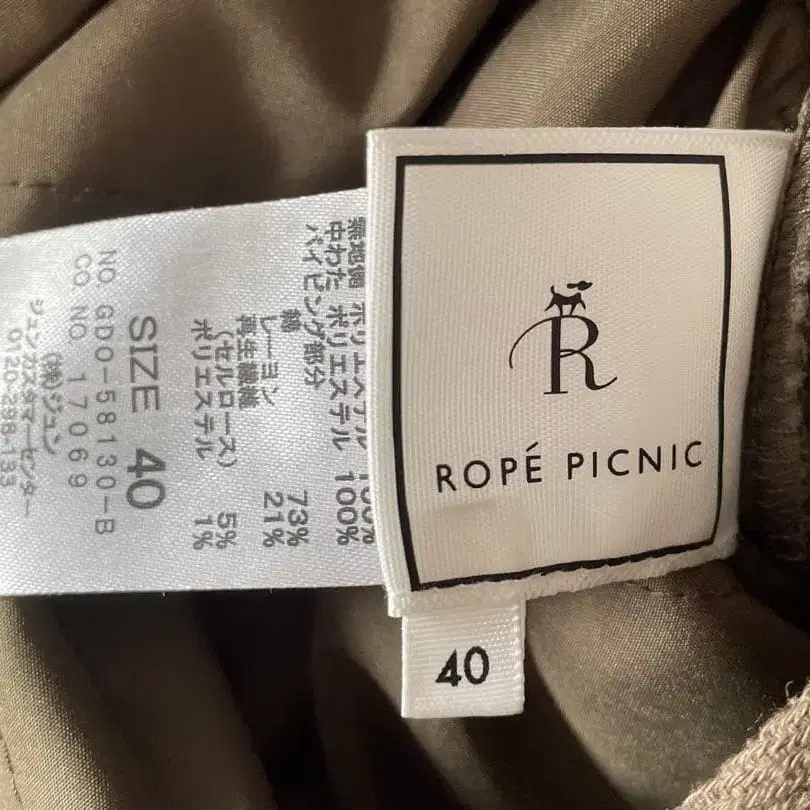 R
ROPÉ PICNIC
40
無地側 ポリエステル 100%
中わた ポリエステル 100%
パイピング部分
綿 73%
レーヨン 21%
再生繊維
(セルロース) 5%
ポリエステル 1%
SIZE 40
NO GDO-58130-B
CO NO 17069
(株)ジュン
ジュンカスタマーセンター
0120-298-133